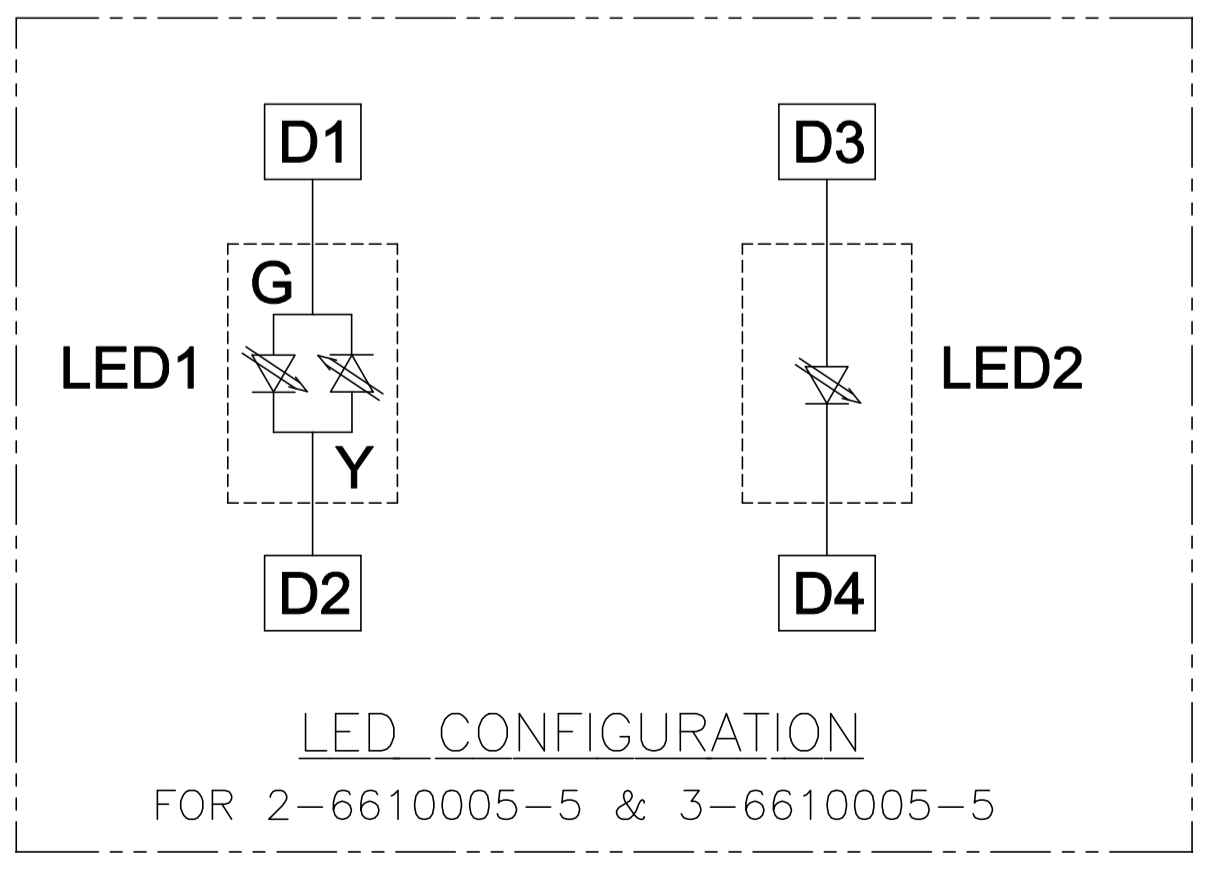 D1
D3
G
LED1
LED2
Y
D2
D4
LED CONFIGURATION
FOR 2-6610005-5 & 3-6610005-5